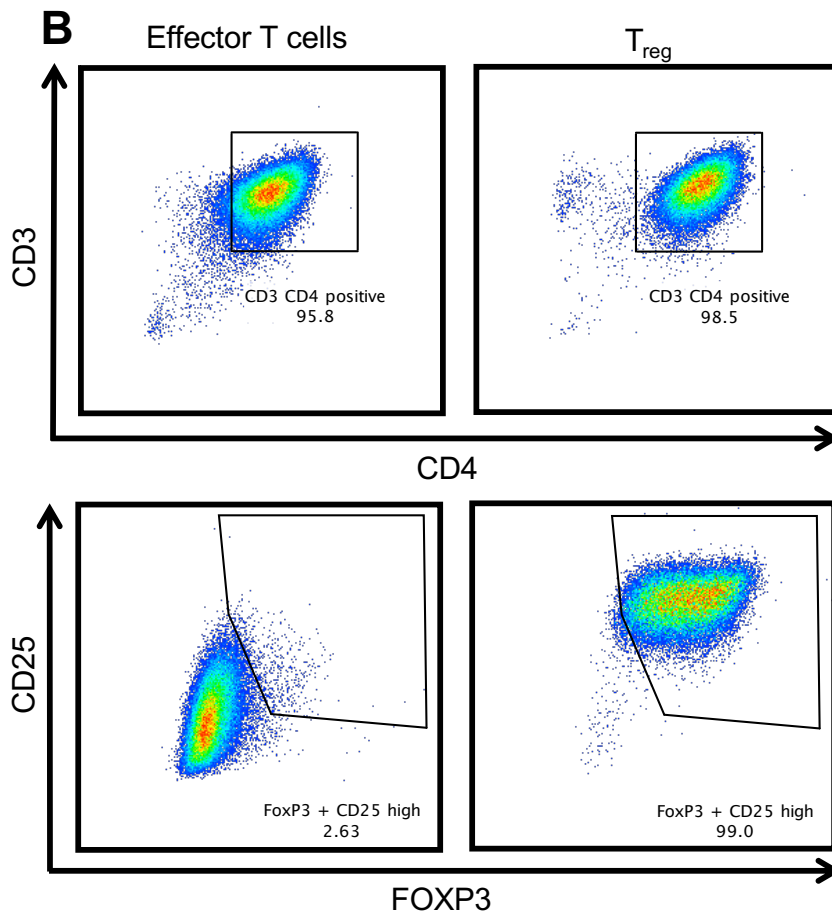 B
Effector T cells
Treg
CD3
CD3 CD4 positive
95.8
CD3 CD4 positive
98.5
CD4
CD25
FoxP3 + CD25 high
2.63
FoxP3 + CD25 high
99.0
FOXP3